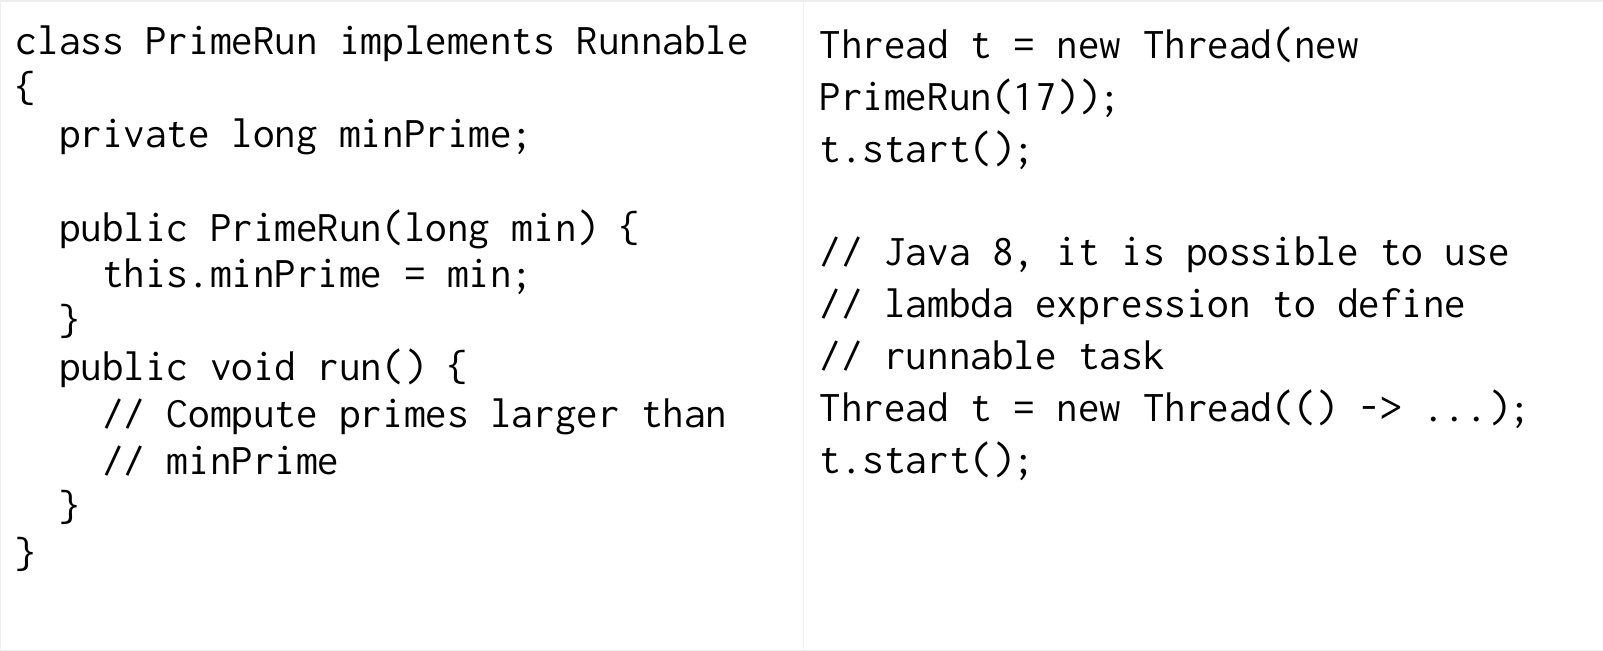 class PrimeRun implements Runnable
{
  private long minPrime;

  public PrimeRun(long min) {
    this.minPrime = min;
  }
  public void run() {
    // Compute primes larger than
    // minPrime
  }
}
Thread t = new Thread(new
PrimeRun(17));
t.start();

// Java 8, it is possible to use
// lambda expression to define
// runnable task
Thread t = new Thread(() -> ...);
t.start();